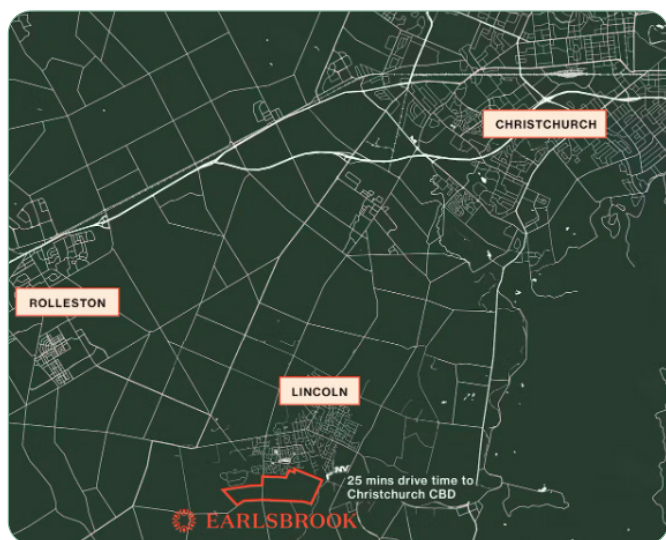 CHRISTCHURCH
ROLLESTON
LINCOLN
25 mins drive time to
Christchurch CBD
EARLSBROOK